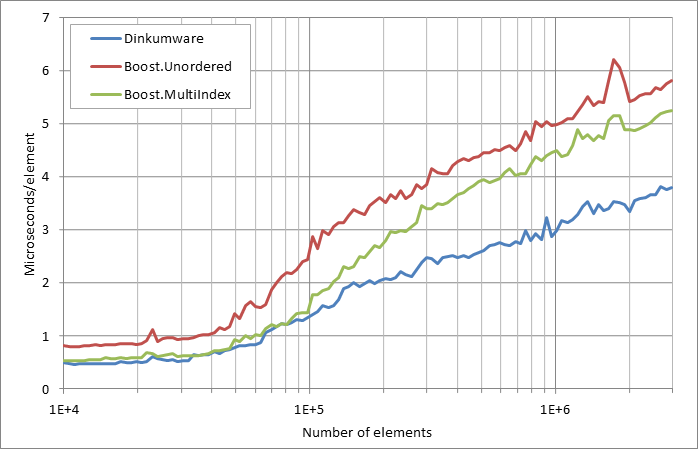 7
6
5
4
3
2
1
0
Microseconds/element
Dinkumware
Boost.Unordered
Boost.MultiIndex
1E+4
1E+5
1E+6
Number of elements